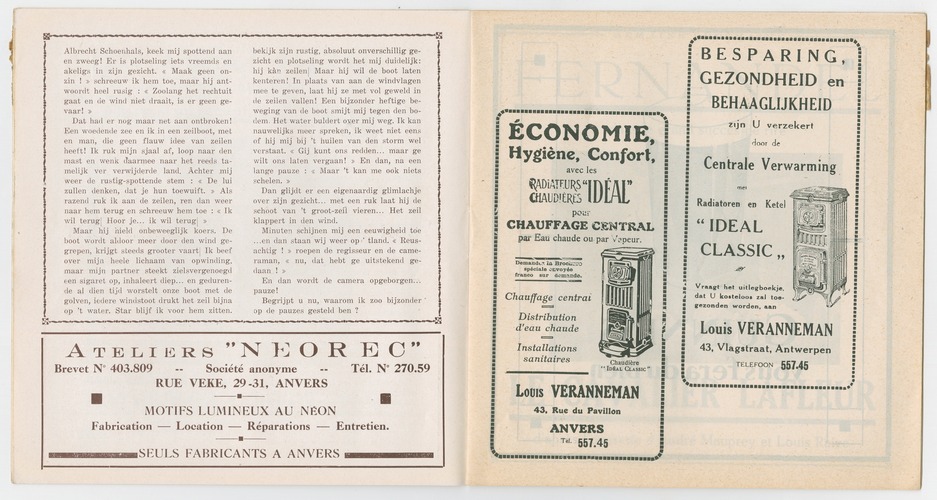 Albrecht Schoenhals, keek mij spottend aan
en zweeg! Er is plotseling iets vreemds en
akeligs in zijn gezicht. « Maak geen on-
zin ! » schreeuw ik hem toe, maar hij ant-
woordt heel rustig : « Zoolang het rechtuit
gaat en de wind niet draait, is er geen ge-
vaar! »
Dat had er nog maar net aan ontbroken!
Een woedende zee en ik in een zeilboot, met
en man, die geen flauw idee van zeilen
heeft! Ik ruk mijn sjaal af, loop naar den
mast en wenk daarmee naar het reeds ta-
melijk ver verwijderde land. Achter mij
weer de rustig-spottende stem : « De lui
zullen denken, dat je hun toewuift. » Als
razend ruk ik aan de zeilen, ren dan weer
naar hem terug en schreeuw hem toe : « Ik
wil terug! Hoor je... ik wil terug! »
Maar hij houdt onbeweeglijk koers. De
boot wordt aldoor meer door den wind ge-
grepen, krijgt steeds grooter vaart! Ik beef
over mijn heele lichaam van opwinding,
maar mijn partner steekt zielsvergenoegd
een sigaret op, inhaleert diep... en geduren-
de al dien tijd worstelt onze boot met de
golven, iedere windstoot drukt het zeil bijna
op 't water. Star blijf ik voor hem zitten.
bekijk zijn rustig, absoluut onverschillig ge-
zicht en plotseling wordt het mij duidelijk:
hij kàn zeilen! Maar hij wil de boot laten
kenteren! In plaats van aan de windvlagen
mee te geven, laat hij ze met vol geweld in
de zeilen vallen! Een bijzonder heftige be-
weging van de boot smijt mij tegen den bo-
dem. Het water buldert over mij weg. Ik kan
nauwelijks meer spreken, ik weet niet eens
of hij mij bij 't huilen van den storm wel
verstaat. « Gij kunt ons redden... maar ge
wilt ons laten vergaan! » En dan, na een
lange pauze : « Maar 't kan me ook niets
schelen. »
Dan glijdt er een eigenaardig glimlachje
over zijn gezicht... met een ruk laat hij de
schoot van 't groot-zeil vieren... Het zeil
klappert in den wind.
Minuten schijnen mij een eeuwigheid toe
...en dan staan wij weer op 'tland. « Reus-
achtig ! » roepen de regisseur en de came-
raman, « nu, dat hebt ge uitstekend ge-
daan ! »
En dan wordt de camera opgeborgen...
pauze!
Begrijpt u nu, waarom ik zoo bijzonder
op de pauzes gesteld ben ?
ATELIERS "NEOREC"
Brevet N° 403.809 -- Société anonyme -- Tél. N° 270.59
RUE VEKE, 29-31, ANVERS
MOTIFS LUMINEUX AU NÉON
Fabrication — Location — Réparations — Entretien.
SEULS FABRICANTS A ANVERS
ÉCONOMIE,
Hygiène, Confort,
avec les
RADIATEURS "IDÉAL"
CHAUDIÈRES
pour
CHAUFFAGE CENTRAL
par Eau chaude ou par Vapeur.
Demandez la Brochure
spéciale envoyée
franco sur demande.
Chauffage central
Distribution
d'eau chaude
Installations
sanitaires
Chaudière
"IDEAL CLASSIC"
LOUIS VERANNEMAN
43, Rue du Pavillon
ANVERS
Tél. 557.45
BESPARING,
GEZONDHEID en
BEHAAGLIJKHEID
zijn U verzekert
door de
Centrale Verwarming
met
Radiatoren en Ketel
"IDEAL
CLASSIC„
Vraagt het uitlegboekje,
dat U kosteloos zal toe-
gezonden worden, aan
Louis VERANNEMAN
43, Vlagstraat, Antwerpen
TELEFOON 557.45